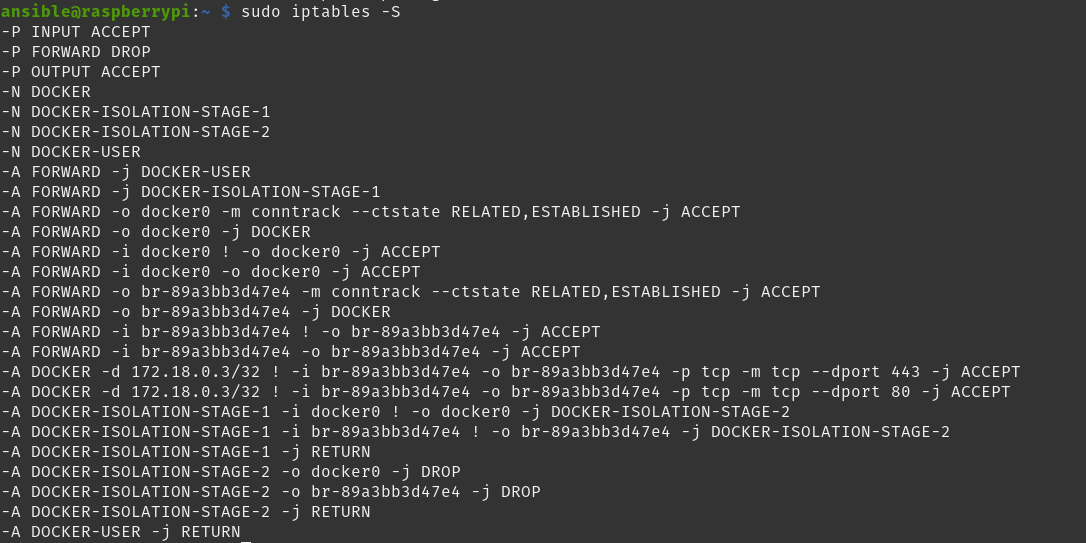 ansible@raspberrypi:~ $ sudo iptables -S
-P INPUT ACCEPT
-P FORWARD DROP
-P OUTPUT ACCEPT
-N DOCKER
-N DOCKER-ISOLATION-STAGE-1
-N DOCKER-ISOLATION-STAGE-2
-N DOCKER-USER
-A FORWARD -j DOCKER-USER
-A FORWARD -j DOCKER-ISOLATION-STAGE-1
-A FORWARD -o docker0 -m conntrack --ctstate RELATED,ESTABLISHED -j ACCEPT
-A FORWARD -o docker0 -j DOCKER
-A FORWARD -i docker0 ! -o docker0 -j ACCEPT
-A FORWARD -i docker0 -o docker0 -j ACCEPT
-A FORWARD -o br-89a3bb3d47e4 -m conntrack --ctstate RELATED,ESTABLISHED -j ACCEPT
-A FORWARD -o br-89a3bb3d47e4 -j DOCKER
-A FORWARD -i br-89a3bb3d47e4 ! -o br-89a3bb3d47e4 -j ACCEPT
-A FORWARD -i br-89a3bb3d47e4 -o br-89a3bb3d47e4 -j ACCEPT
-A DOCKER -d 172.18.0.3/32 ! -i br-89a3bb3d47e4 -o br-89a3bb3d47e4 -p tcp -m tcp --dport 443 -j ACCEPT
-A DOCKER -d 172.18.0.3/32 ! -i br-89a3bb3d47e4 -o br-89a3bb3d47e4 -p tcp -m tcp --dport 80 -j ACCEPT
-A DOCKER-ISOLATION-STAGE-1 -i docker0 ! -o docker0 -j DOCKER-ISOLATION-STAGE-2
-A DOCKER-ISOLATION-STAGE-1 -i br-89a3bb3d47e4 ! -o br-89a3bb3d47e4 -j DOCKER-ISOLATION-STAGE-2
-A DOCKER-ISOLATION-STAGE-1 -j RETURN
-A DOCKER-ISOLATION-STAGE-2 -o docker0 -j DROP
-A DOCKER-ISOLATION-STAGE-2 -o br-89a3bb3d47e4 -j DROP
-A DOCKER-ISOLATION-STAGE-2 -j RETURN
-A DOCKER-USER -j RETURN